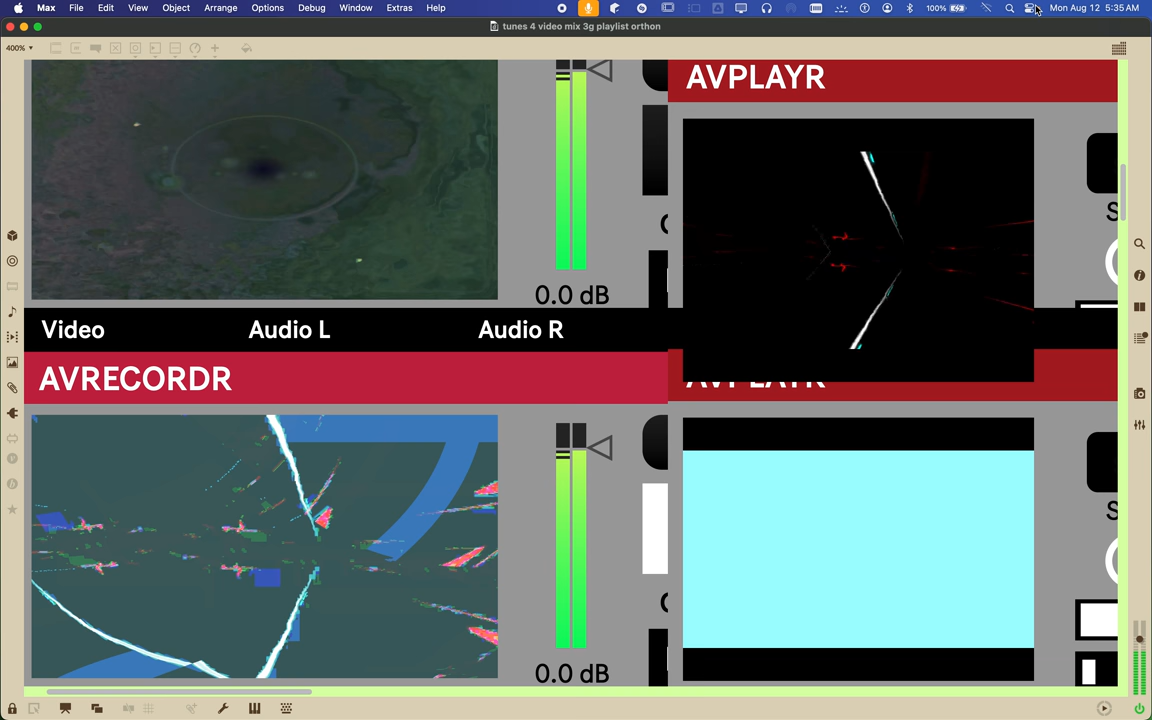 Max File Edit View Object Arrange Options Debug Window Extras Help 100% Mon Aug 12 5:35 AM
tunes 4 video mix 3g playlist orthon
400%
AVPLAYR
S
0.0 dB
Video Audio L Audio R
AVRECORDR
AVPLAYR
S
0.0 dB